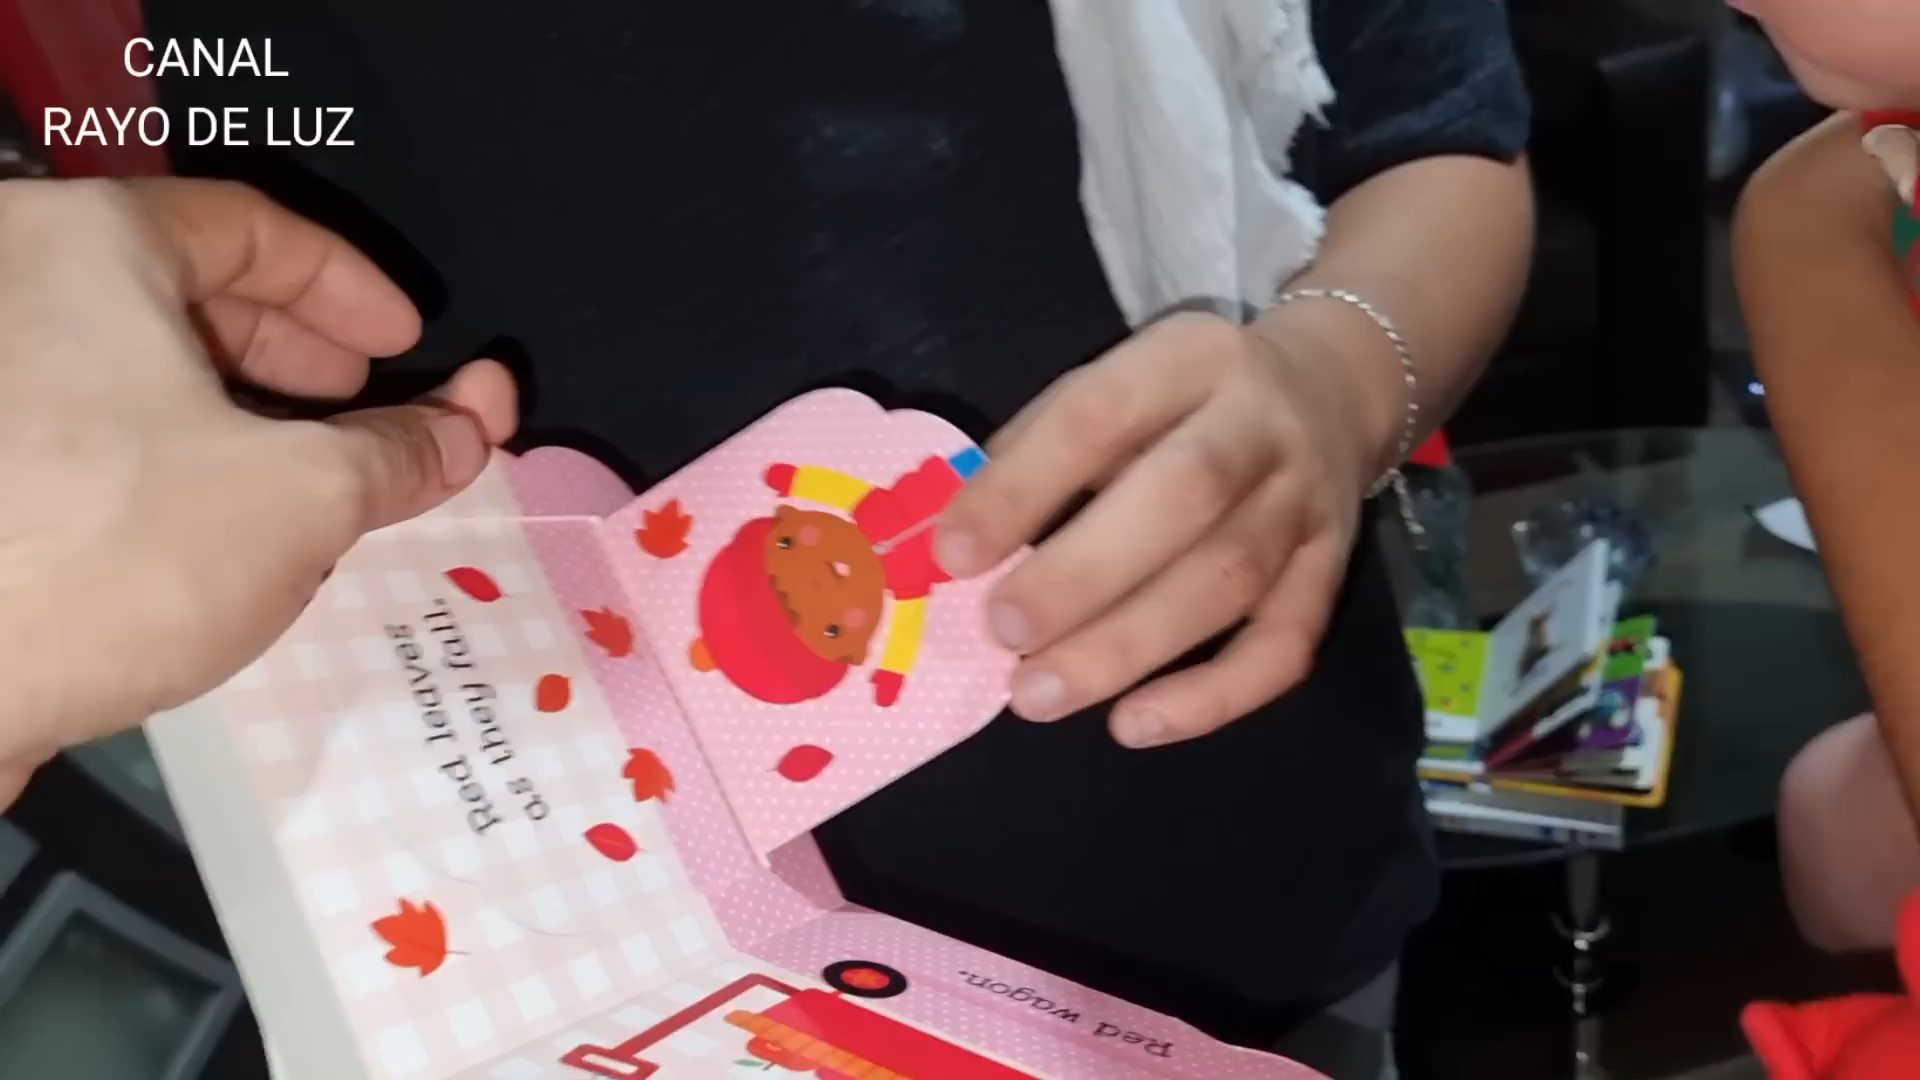 CANAL
RAYO DE LUZ
Red leaves
as they fall.
Red wagon.